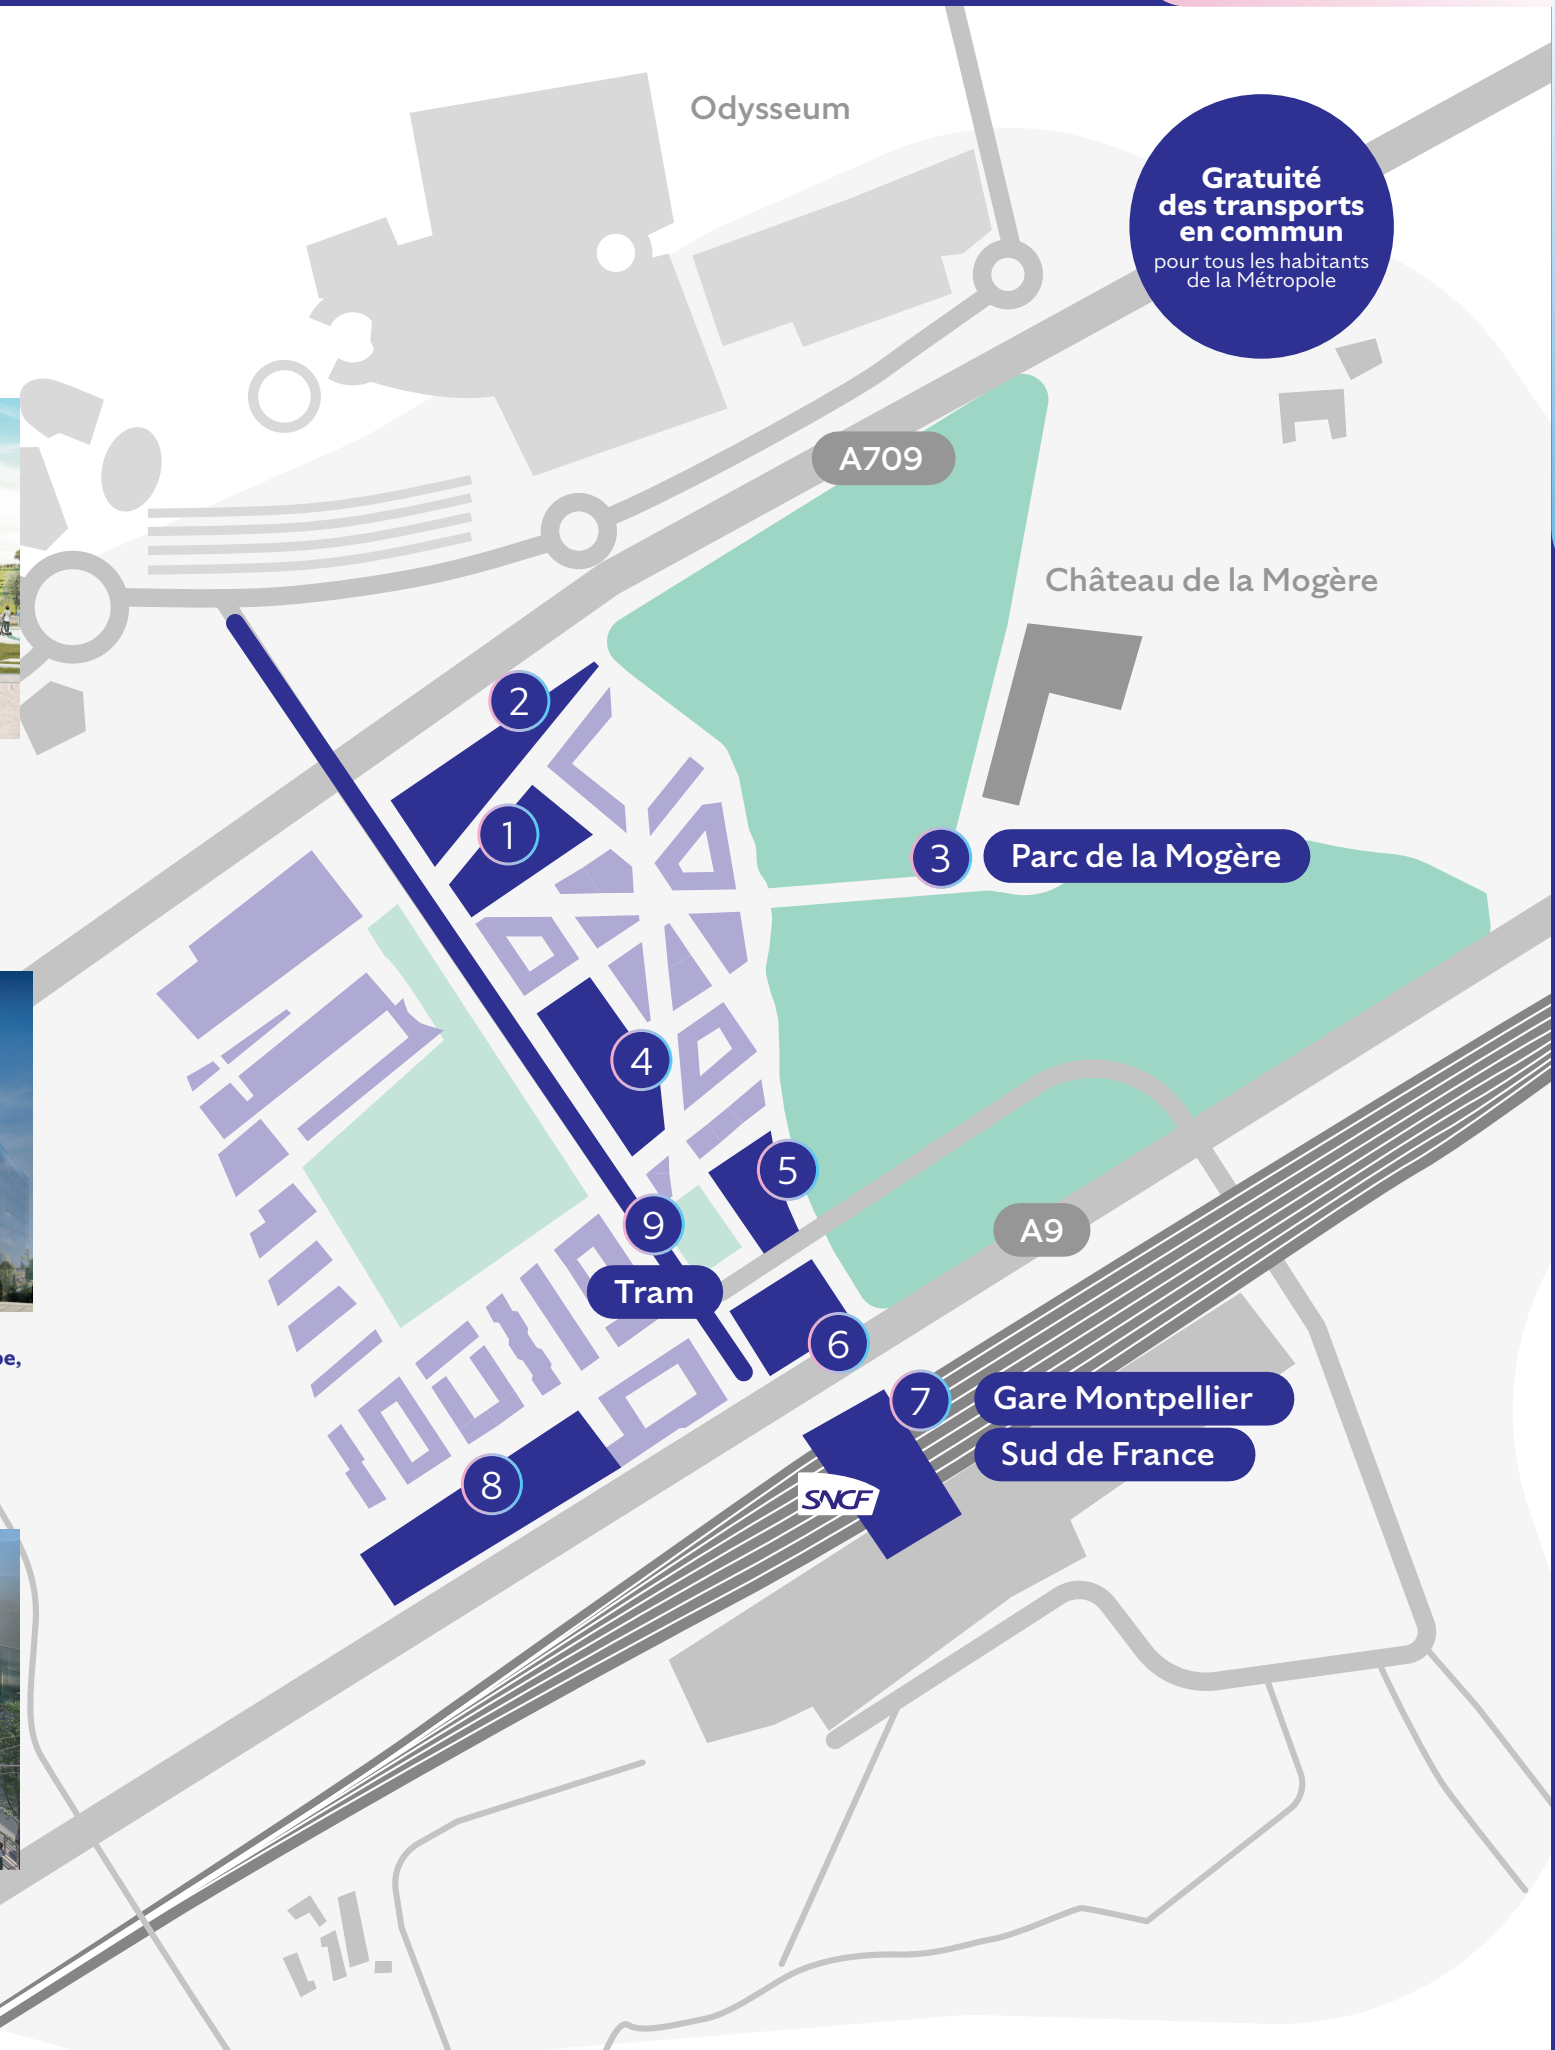 Odysseum
Gratuité
des transports
en commun
pour tous les habitants
de la Métropole
A709
Château de la Mogère
2
1
3
Parc de la Mogère
4
5
9
A9
Tram
6
pe,
7
Gare Montpellier
Sud de France
8
SNCF